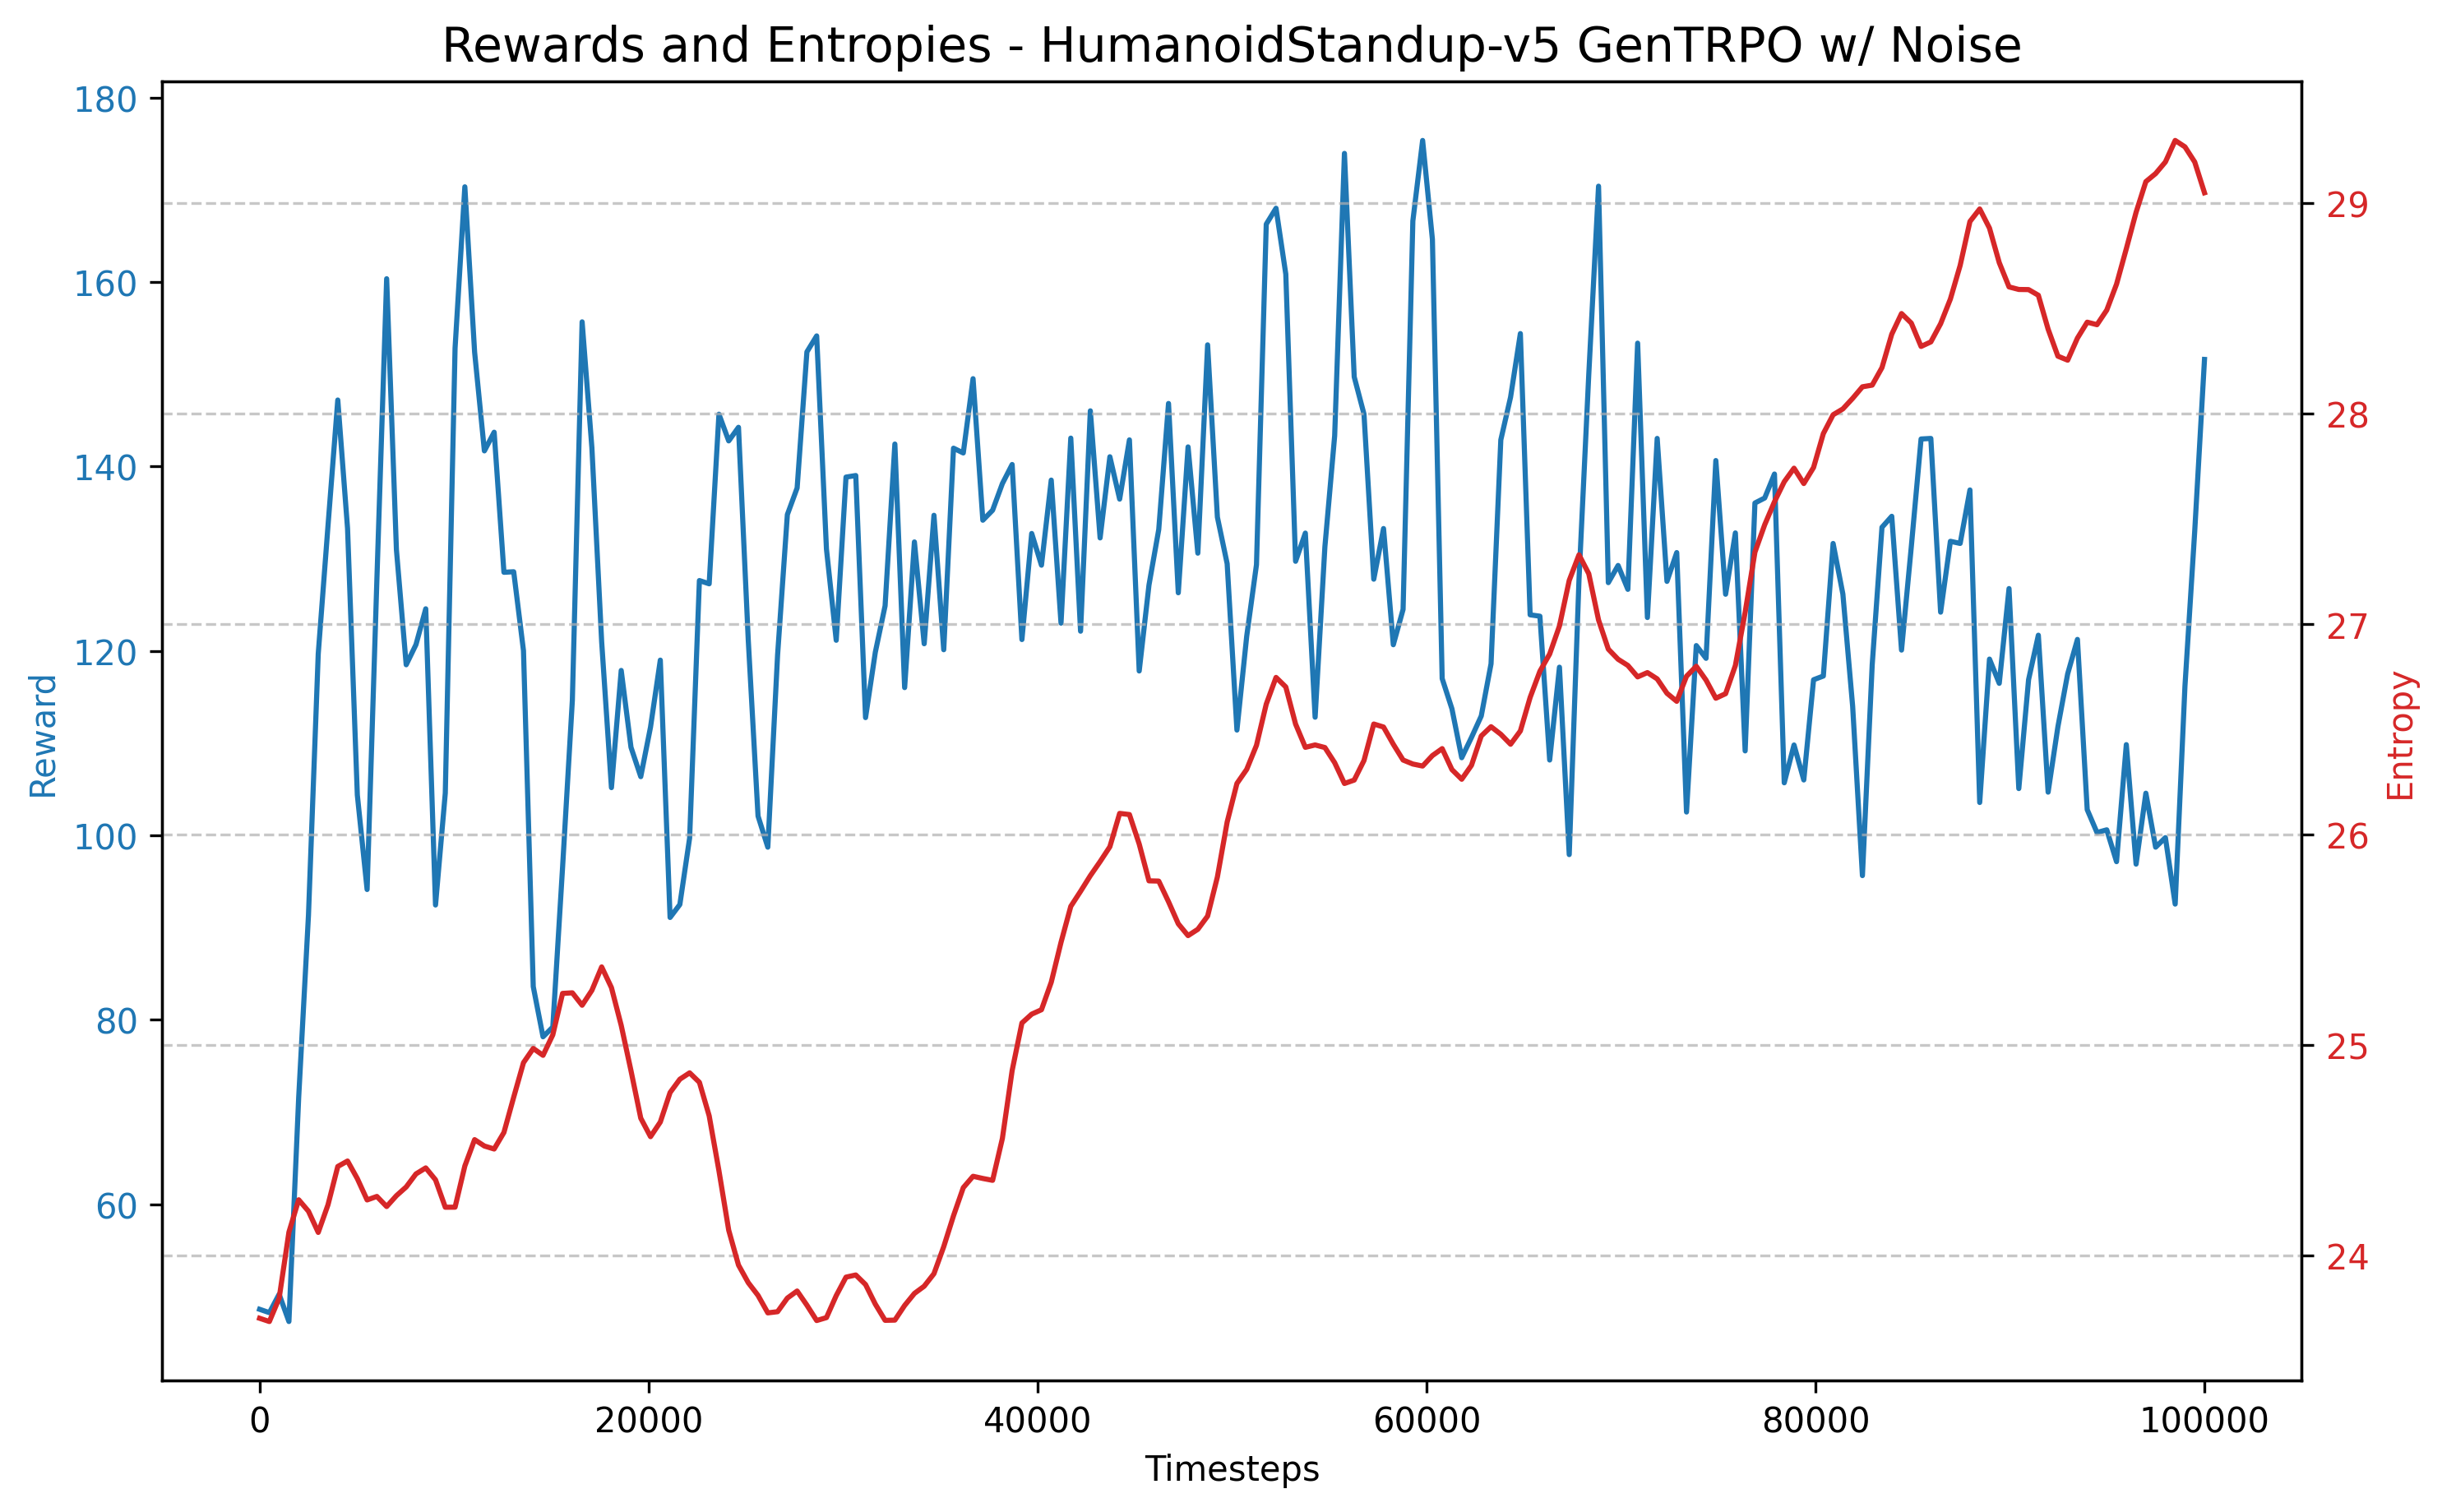 Rewards and Entropies - HumanoidStandup-v5 GenTRPO w/ Noise
180
160
140
120
100
80
60
Reward
29
28
27
26
25
24
Entropy
0 20000 40000 60000 80000 100000
Timesteps